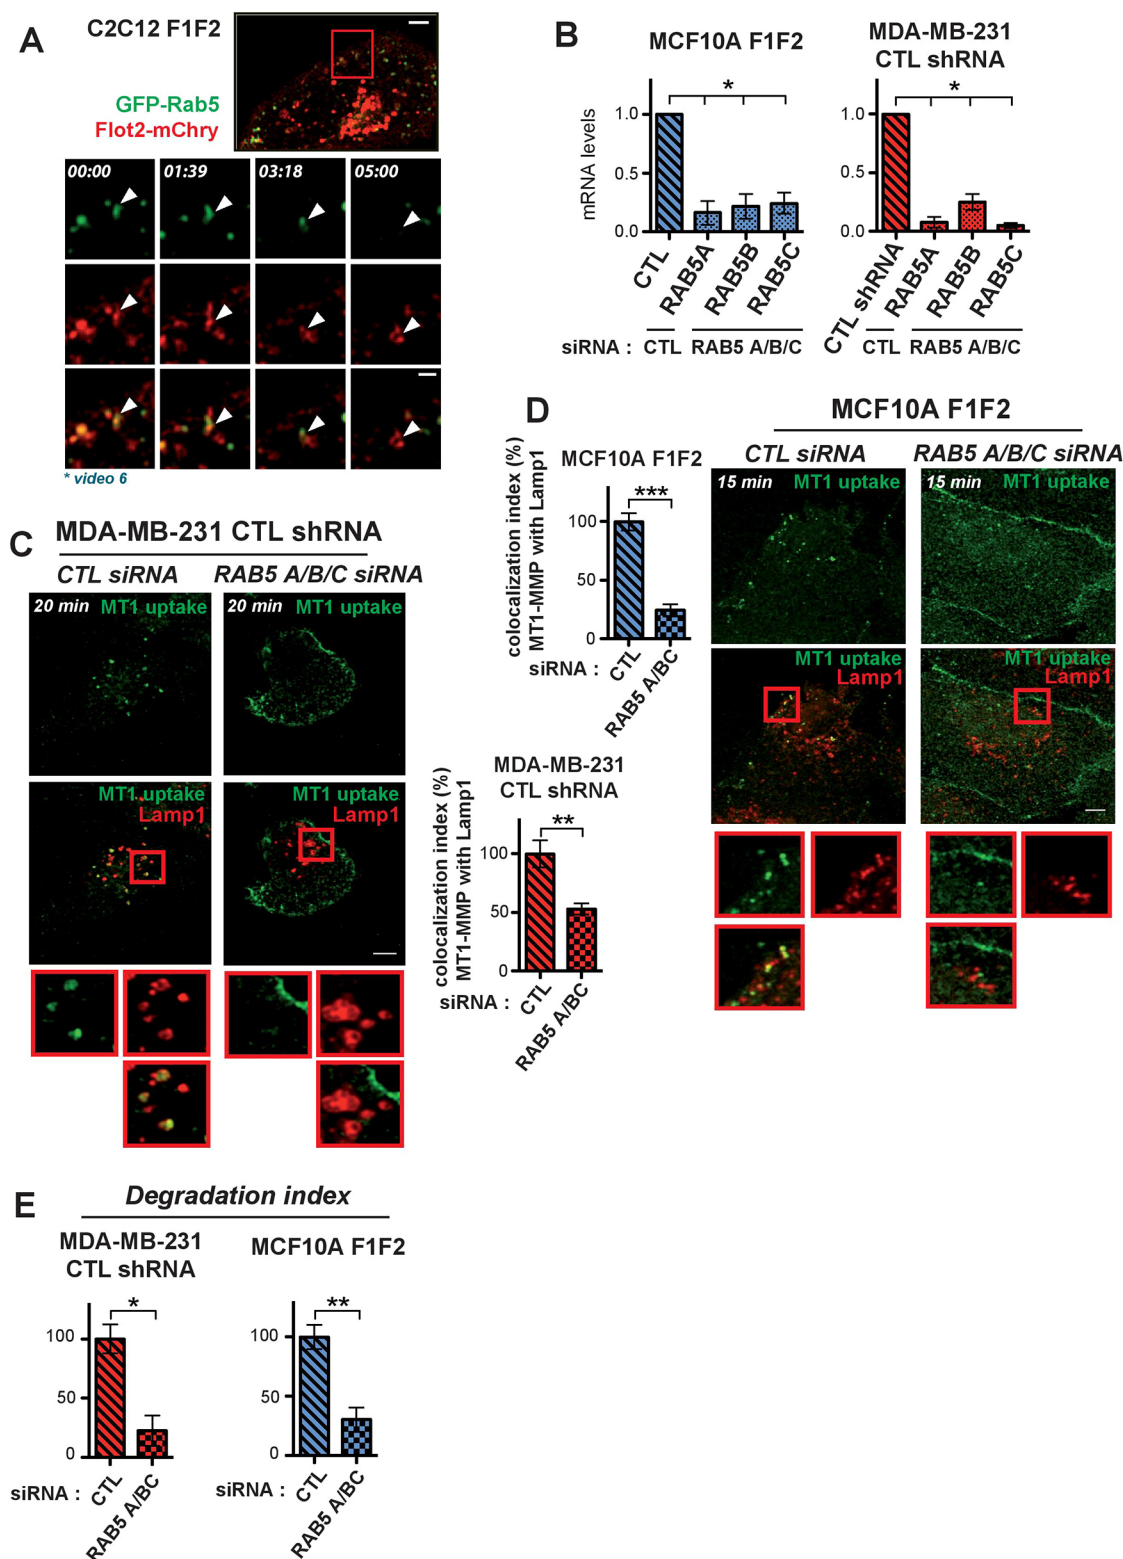 A
C2C12 F1F2
GFP-Rab5
Flot2-mChry
00:00
01:39
03:18
05:00
* video 6
B
MCF10A F1F2
MDA-MB-231
CTL shRNA
mRNA levels
1.0
0.5
0.0
*
CTL
RAB5A
RAB5B
RAB5C
siRNA :
CTL
RAB5 A/B/C
1.0
0.5
0.0
*
CTL shRNA
RAB5A
RAB5B
RAB5C
CTL
RAB5 A/B/C
C
MDA-MB-231 CTL shRNA
CTL siRNA
RAB5 A/B/C siRNA
20 min MT1 uptake
20 min MT1 uptake
MT1 uptake
Lamp1
MT1 uptake
Lamp1
MDA-MB-231
CTL shRNA
colocalization index (%)
MT1-MMP with Lamp1
100
50
0
**
siRNA :
CTL
RAB5 A/BC
D
MCF10A F1F2
colocalization index (%)
MT1-MMP with Lamp1
100
50
0
***
siRNA :
CTL
RAB5 A/BC
MCF10A F1F2
CTL siRNA
RAB5 A/B/C siRNA
15 min MT1 uptake
15 min MT1 uptake
MT1 uptake
Lamp1
MT1 uptake
Lamp1
E
Degradation index
MDA-MB-231
CTL shRNA
100
50
0
*
siRNA :
CTL
RAB5 A/BC
MCF10A F1F2
100
50
0
**
siRNA :
CTL
RAB5 A/BC